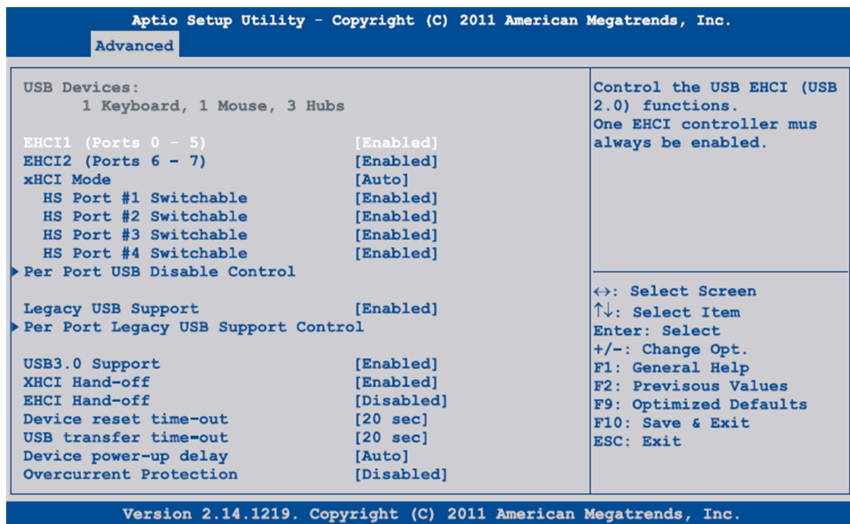 Aptio Setup Utility - Copyright (C) 2011 American Megatrends, Inc.
Advanced
USB Devices:
1 Keyboard, 1 Mouse, 3 Hubs
EHCI1 (Ports 0 - 5) [Enabled]
EHCI2 (Ports 6 - 7) [Enabled]
xHCI Mode [Auto]
HS Port #1 Switchable [Enabled]
HS Port #2 Switchable [Enabled]
HS Port #3 Switchable [Enabled]
HS Port #4 Switchable [Enabled]
Per Port USB Disable Control
Legacy USB Support [Enabled]
Per Port Legacy USB Support Control
USB3.0 Support [Enabled]
XHCI Hand-off [Enabled]
EHCI Hand-off [Disabled]
Device reset time-out [20 sec]
USB transfer time-out [20 sec]
Device power-up delay [Auto]
Overcurrent Protection [Disabled]
Control the USB EHCI (USB
2.0) functions.
One EHCI controller mus
always be enabled.
↔: Select Screen
↑↓: Select Item
Enter: Select
+/-: Change Opt.
F1: General Help
F2: Previsous Values
F9: Optimized Defaults
F10: Save & Exit
ESC: Exit
Version 2.14.1219. Copyright (C) 2011 American Megatrends, Inc.